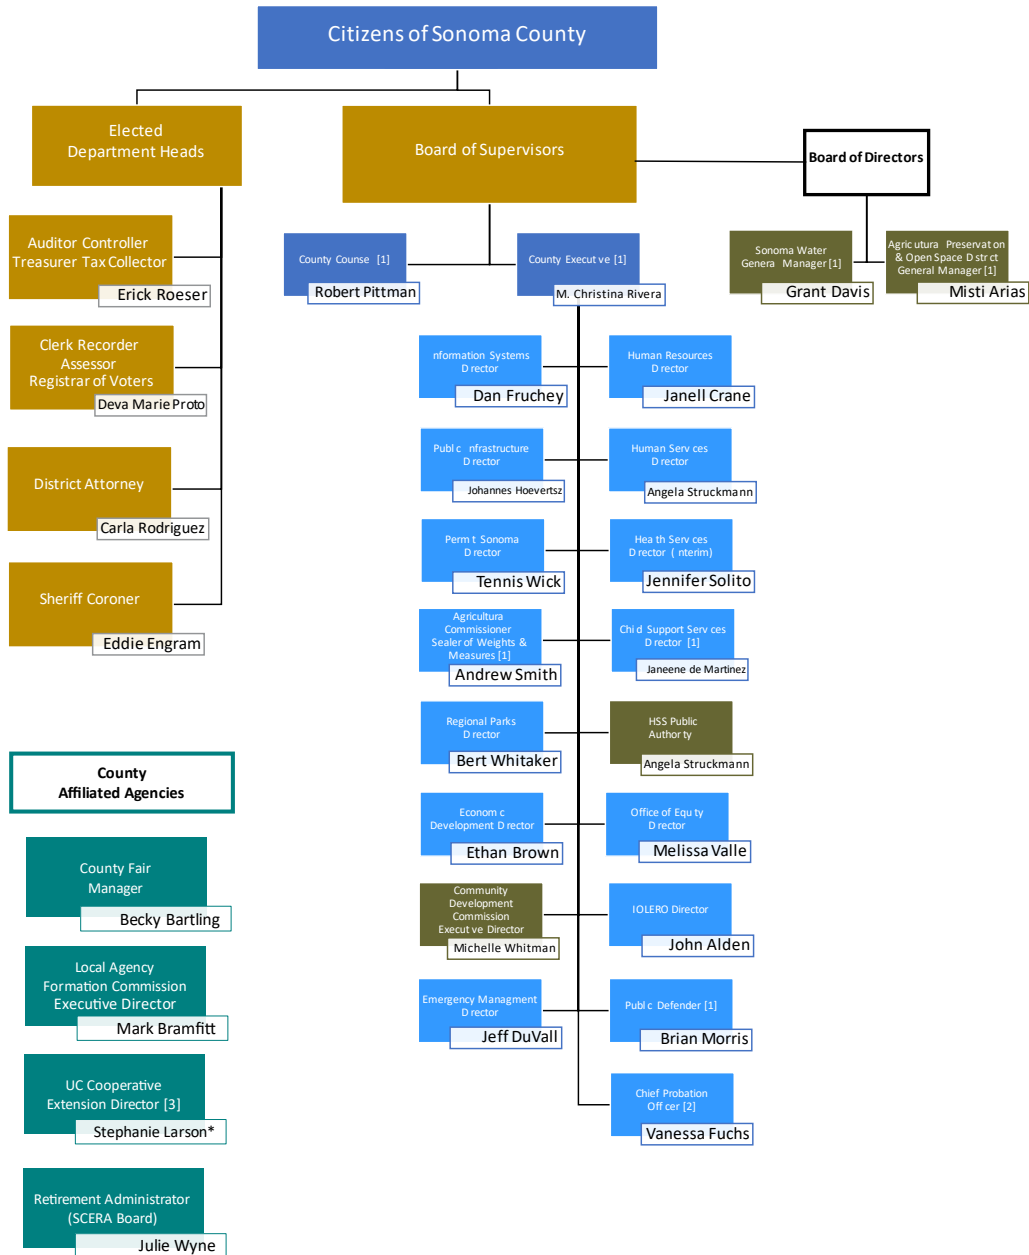 Citizens of Sonoma County
Elected
Department Heads
Board of Supervisors
Board of Directors
Auditor Controller
Treasurer Tax Collector
Erick Roeser
Clerk Recorder
Assessor
Registrar of Voters
Deva Marie Proto
District Attorney
Carla Rodriguez
Sheriff Coroner
Eddie Engram
County Counse [1]
Robert Pittman
County Execut ve [1]
M. Christina Rivera
Sonoma Water
Genera Manager [1]
Grant Davis
Agricutura Preservat on
& Open Space D str ct
General Manager [1]
Misti Arias
nformation Systems
D rector
Dan Fruchey
Human Resources
D rector
Janell Crane
Publ c nfrastructure
D rector
Johannes Hoevertsz
Human Serv ces
D rector
Angela Struckmann
Perm t Sonoma
D rector
Tennis Wick
Hea th Serv ces
D rector ( nterim)
Jennifer Solito
Agricultura
Commissioner
Sealer of Weights &
Measures [1]
Andrew Smith
Chi d Support Serv ces
D rector [1]
Janeene de Martinez
Regional Parks
D rector
Bert Whitaker
HSS Public
Author ty
Angela Struckmann
Econom c
Development D rector
Ethan Brown
Office of Equ ty
D rector
Melissa Valle
Community
Development
Commission
Execut ve Director
Michelle Whitman
IOLERO Director
John Alden
Emergency Managment
D rector
Jeff DuVall
Publ c Defender [1]
Brian Morris
Chief Probation
Off cer [2]
Vanessa Fuchs
County
Affiliated Agencies
County Fair
Manager
Becky Bartling
Local Agency
Formation Commission
Executive Director
Mark Bramfitt
UC Cooperative
Extension Director [3]
Stephanie Larson*
Retirement Administrator
(SCERA Board)
Julie Wyne